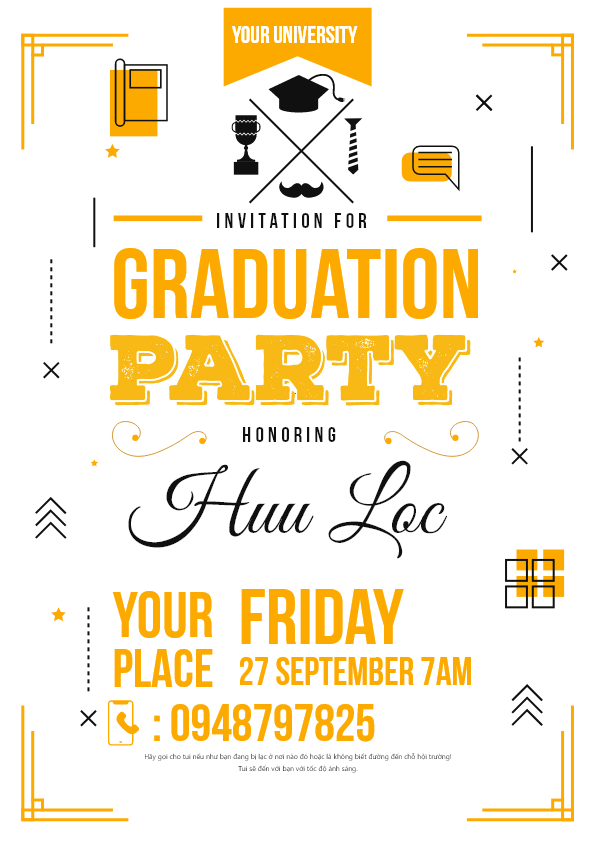 YOUR UNIVERSITY
INVITATION FOR
GRADUATION
PARTY
HONORING
Huu Loc
YOUR PLACE
FRIDAY
27 SEPTEMBER 7AM
: 0948797825
Hãy gọi cho tui nếu như bạn đang bị lạc ở nơi nào đó hoặc là không biết đường đến chỗ hội trường!
Tui sẽ đến với bạn với tốc độ ánh sáng.